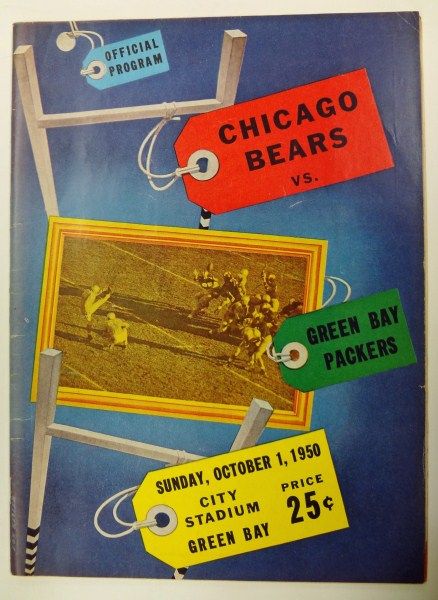 OFFICIAL
PROGRAM
CHICAGO
BEARS
VS.
GREEN BAY
PACKERS
SUNDAY, OCTOBER 1, 1950
CITY
STADIUM
GREEN BAY
PRICE
25¢